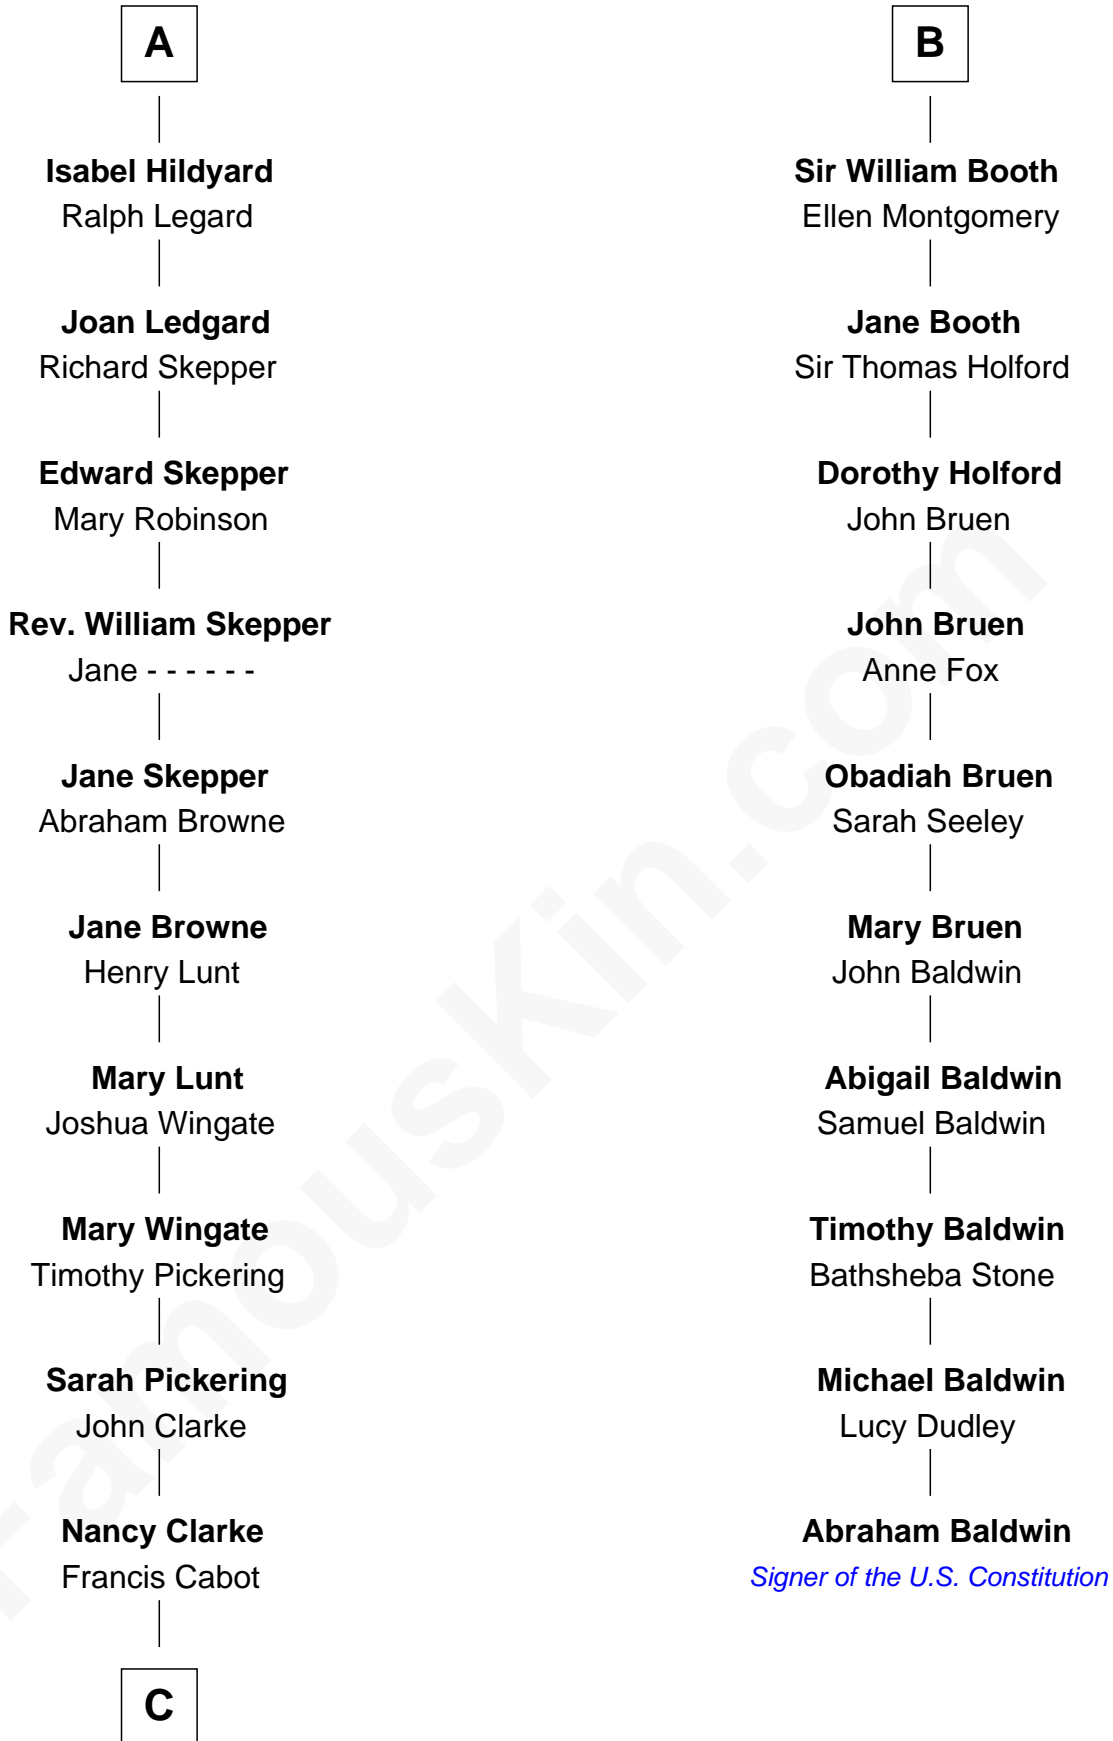 A
Isabel Hildyard
Ralph Legard
Joan Ledgard
Richard Skepper
Edward Skepper
Mary Robinson
Rev. William Skepper
Jane - - - - - -
Jane Skepper
Abraham Browne
Jane Browne
Henry Lunt
Mary Lunt
Joshua Wingate
Mary Wingate
Timothy Pickering
Sarah Pickering
John Clarke
Nancy Clarke
Francis Cabot
C
B
Sir William Booth
Ellen Montgomery
Jane Booth
Sir Thomas Holford
Dorothy Holford
John Bruen
John Bruen
Anne Fox
Obadiah Bruen
Sarah Seeley
Mary Bruen
John Baldwin
Abigail Baldwin
Samuel Baldwin
Timothy Baldwin
Bathsheba Stone
Michael Baldwin
Lucy Dudley
Abraham Baldwin
Signer of the U.S. Constitution
FamousKin.com